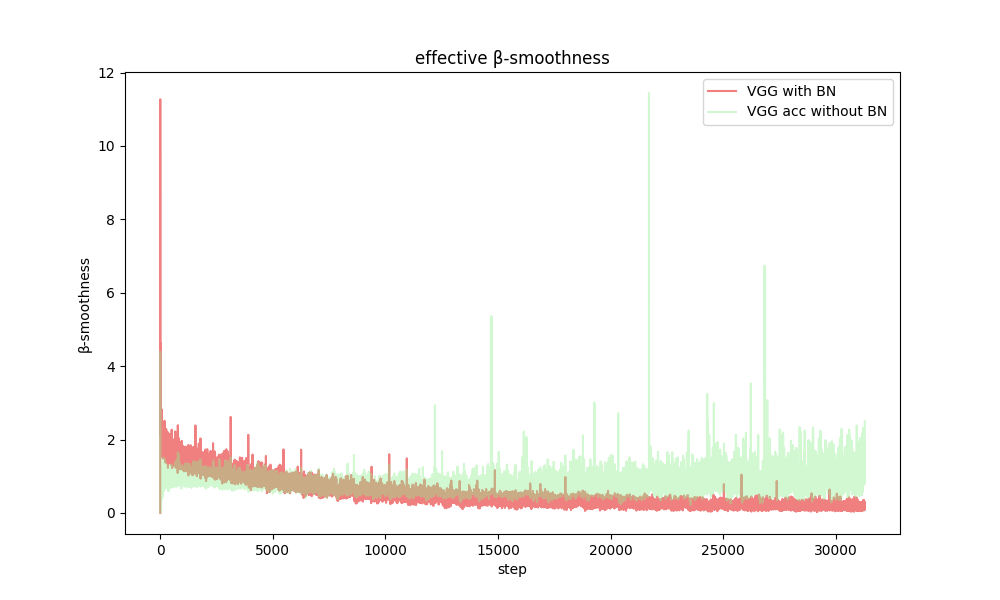 effective β-smoothness
VGG with BN
VGG acc without BN
β-smoothness
12
10
8
6
4
2
0
0 5000 10000 15000 20000 25000 30000
step